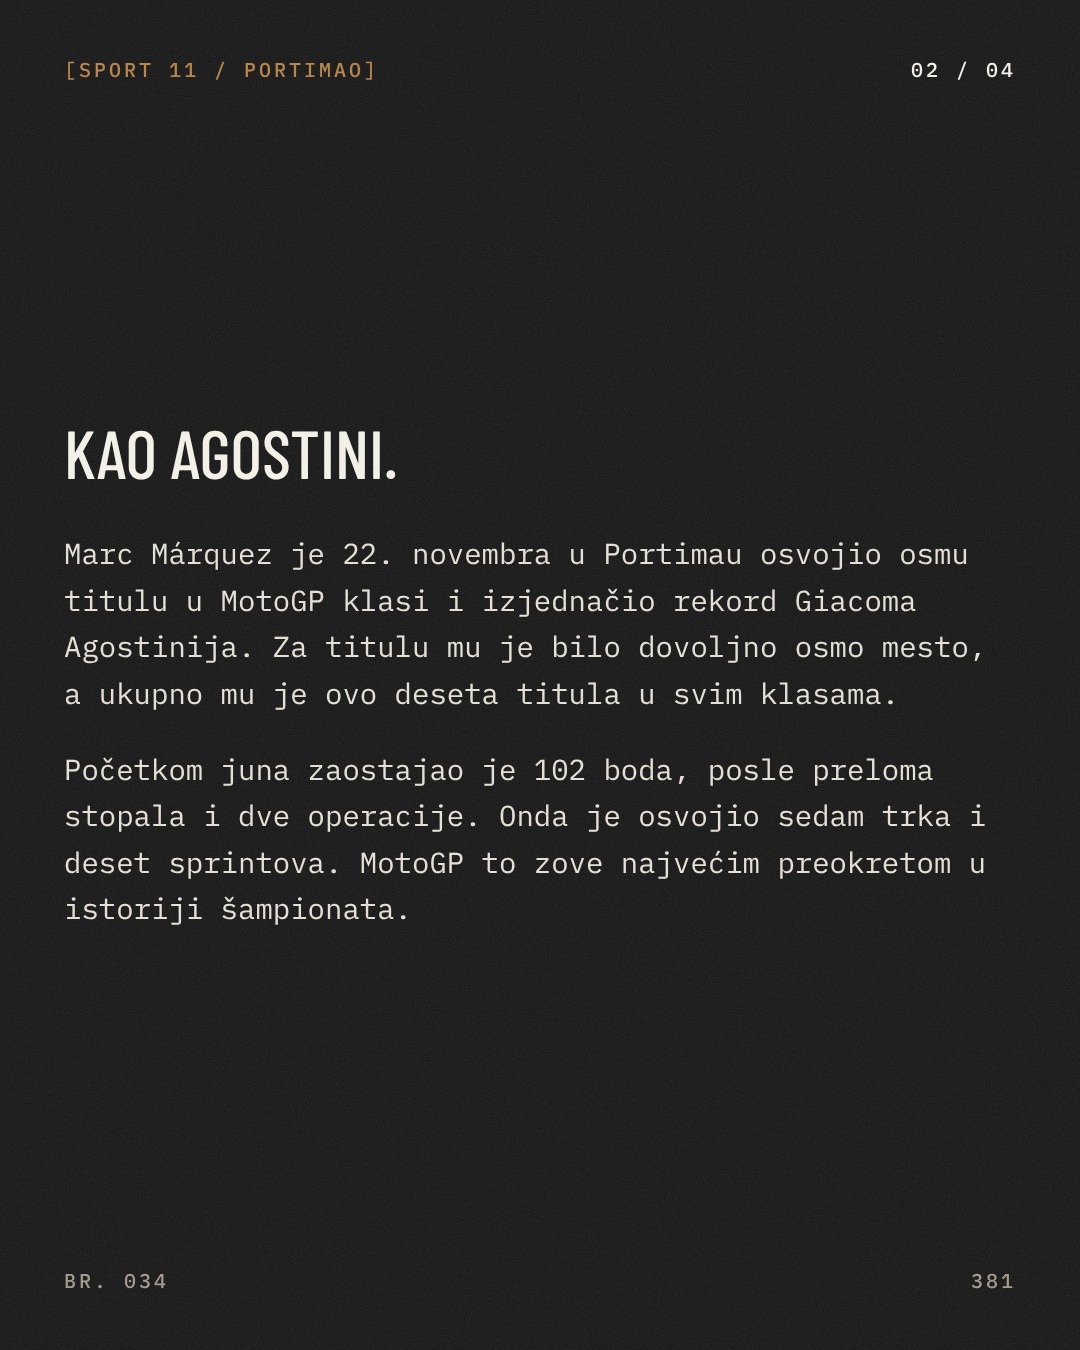 [SPORT 11 / PORTIMAO]
02 / 04
KAO AGOSTINI.
Marc Márquez je 22. novembra u Portimau osvojio osmu
titulu u MotoGP klasi i izjednačio rekord Giacoma
Agostinija. Za titulu mu je bilo dovoljno osmo mesto,
a ukupno mu je ovo deseta titula u svim klasama.
Početkom juna zaostajao je 102 boda, posle preloma
stopala i dve operacije. Onda je osvojio sedam trka i
deset sprintova. MotoGP to zove najvećim preokretom u
istoriji šampionata.
BR. 034
381